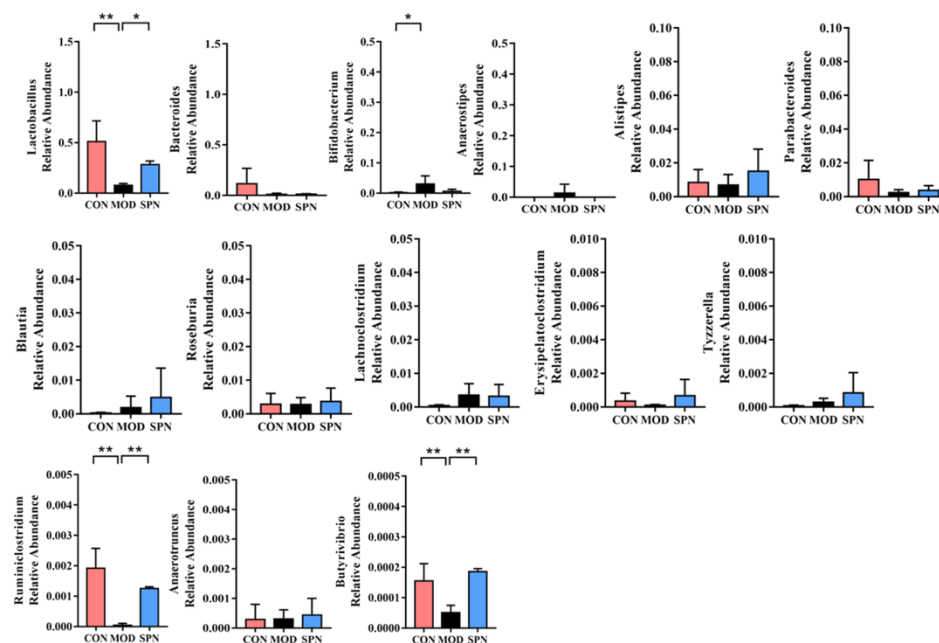 ** *
Lactobacillus
Relative Abundance
1.5
1.0
0.5
0.0
CON MOD SPN
Bacteroides
Relative Abundance
1.5
1.0
0.5
0.0
CON MOD SPN
*
Bifidobacterium
Relative Abundance
0.5
0.4
0.3
0.2
0.1
0.0
CON MOD SPN
Anaerostipes
Relative Abundance
0.5
0.4
0.3
0.2
0.1
0.0
CON MOD SPN
Alistipes
Relative Abundance
0.10
0.08
0.06
0.04
0.02
0.00
CON MOD SPN
Parabacteroides
Relative Abundance
0.10
0.08
0.06
0.04
0.02
0.00
CON MOD SPN
Blautia
Relative Abundance
0.05
0.04
0.03
0.02
0.01
0.00
CON MOD SPN
Roseburia
Relative Abundance
0.05
0.04
0.03
0.02
0.01
0.00
CON MOD SPN
Lachnoclostridium
Relative Abundance
0.05
0.04
0.03
0.02
0.01
0.00
CON MOD SPN
Erysipelatoclostridium
Relative Abundance
0.010
0.008
0.006
0.004
0.002
0.000
CON MOD SPN
Tyzzerella
Relative Abundance
0.010
0.008
0.006
0.004
0.002
0.000
CON MOD SPN
** **
Ruminiclostridium
Relative Abundance
0.005
0.004
0.003
0.002
0.001
0.000
CON MOD SPN
Anaerotruncus
Relative Abundance
0.005
0.004
0.003
0.002
0.001
0.000
CON MOD SPN
** **
Butyrivibrio
Relative Abundance
0.0005
0.0004
0.0003
0.0002
0.0001
0.0000
CON MOD SPN